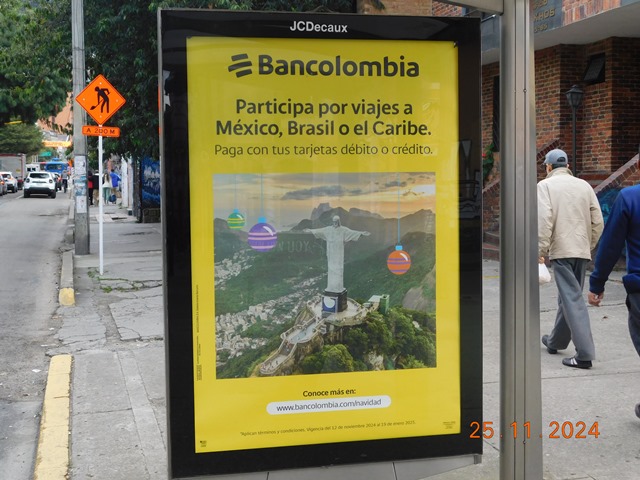 JCDecaux
Bancolombia
Participa por viajes a
México, Brasil o el Caribe.
Paga con tus tarjetas débito o crédito.
A 200 M
Conoce más en:
www.bancolombia.com/navidad
25 11 2024